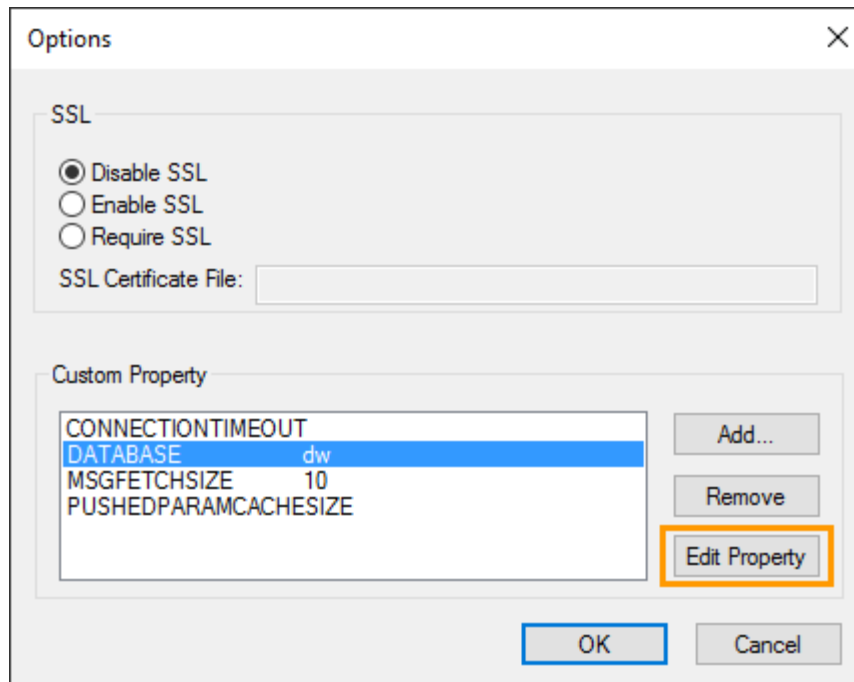 Options
SSL
Disable SSL
Enable SSL
Require SSL
SSL Certificate File:
Custom Property
CONNECTIONTIMEOUT
DATABASE dw
MSGFETCHSIZE 10
PUSHEDPARAMCACHESIZE
Add...
Remove
Edit Property
OK Cancel